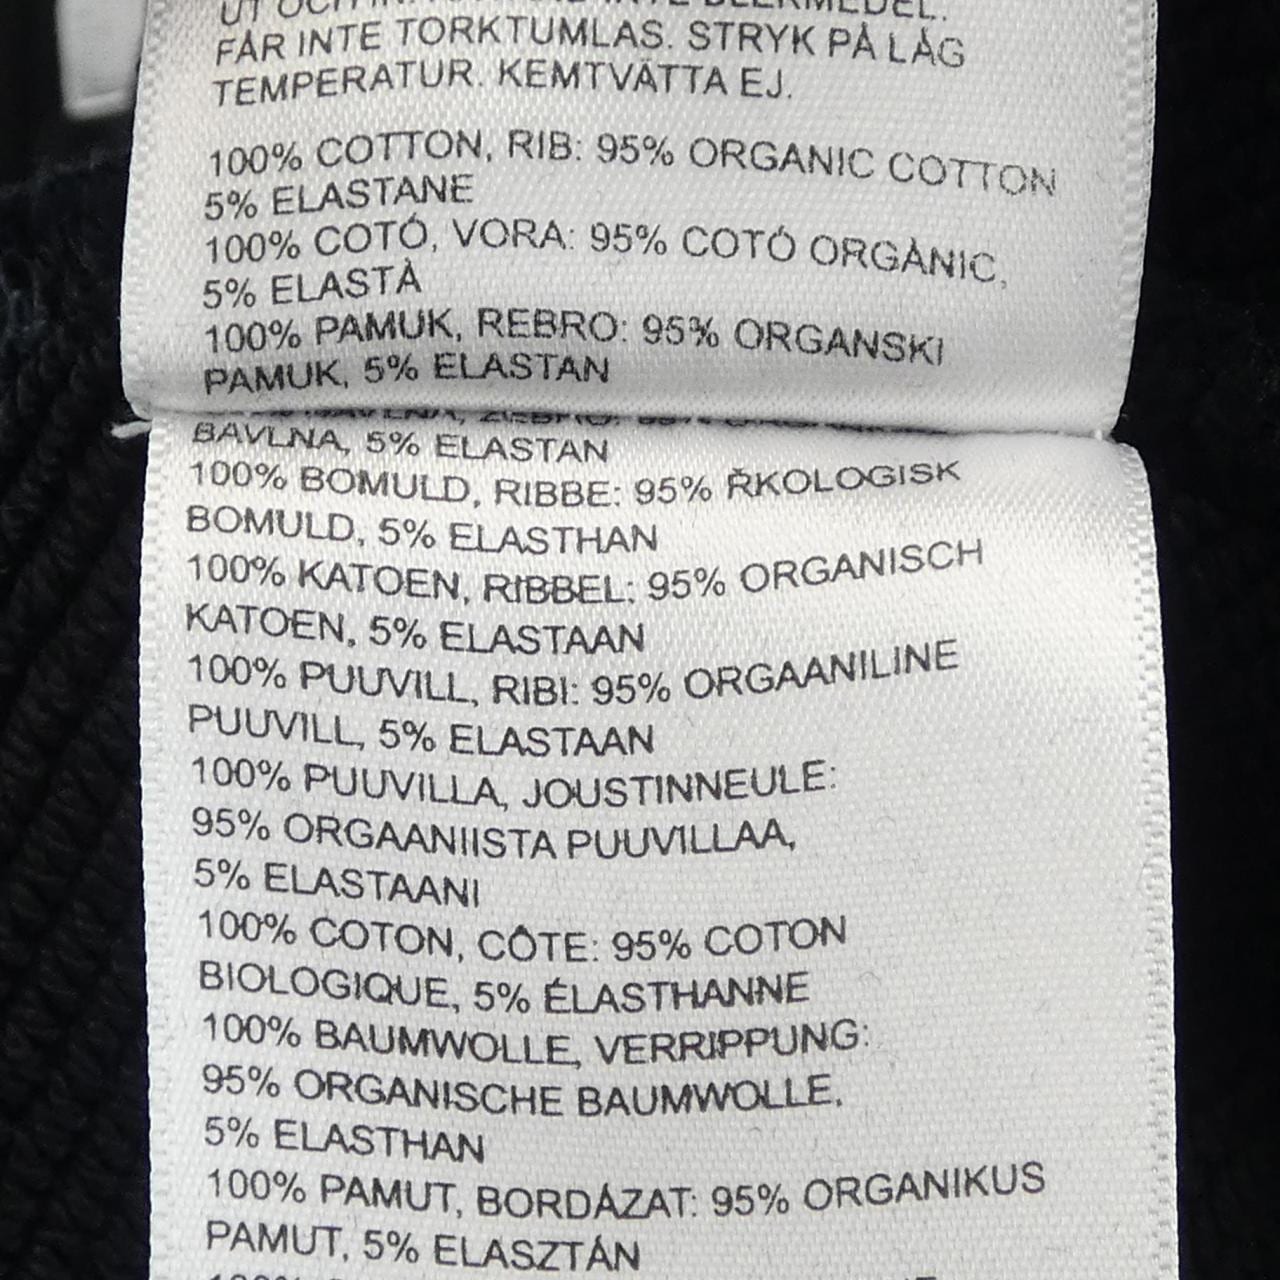 FÅR INTE TORKTUMLAS. STRYK PÅ LÅG
TEMPERATUR. KEMTVÄTTA EJ.
100% COTTON, RIB: 95% ORGANIC COTTON
5% ELASTANE
100% COTÓ, VORA: 95% COTÓ ORGÀNIC,
5% ELASTÀ
100% PAMUK, REBRO: 95% ORGANSKI
PAMUK, 5% ELASTAN
BAVLNA, 5% ELASTAN
100% BOMULD, RIBBE: 95% ŘKOLOGISK
BOMULD, 5% ELASTHAN
100% KATOEN, RIBBEL: 95% ORGANISCH
KATOEN, 5% ELASTAAN
100% PUUVILL, RIBI: 95% ORGAANILINE
PUUVILL, 5% ELASTAAN
100% PUUVILLA, JOUSTINNEULE:
95% ORGAANIISTA PUUVILLAA,
5% ELASTAANI
100% COTON, CÔTE: 95% COTON
BIOLOGIQUE, 5% ÉLASTHANNE
100% BAUMWOLLE, VERRIPPUNG:
95% ORGANISCHE BAUMWOLLE,
5% ELASTHAN
100% PAMUT, BORDÁZAT: 95% ORGANIKUS
PAMUT, 5% ELASZTÁN